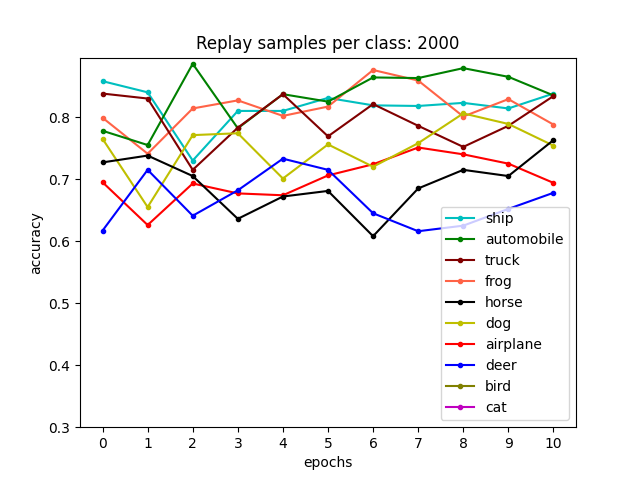 Replay samples per class: 2000
accuracy
0.8
0.7
0.6
0.5
0.4
0.3
ship
automobile
truck
frog
horse
dog
airplane
deer
bird
cat
0 1 2 3 4 5 6 7 8 9 10
epochs